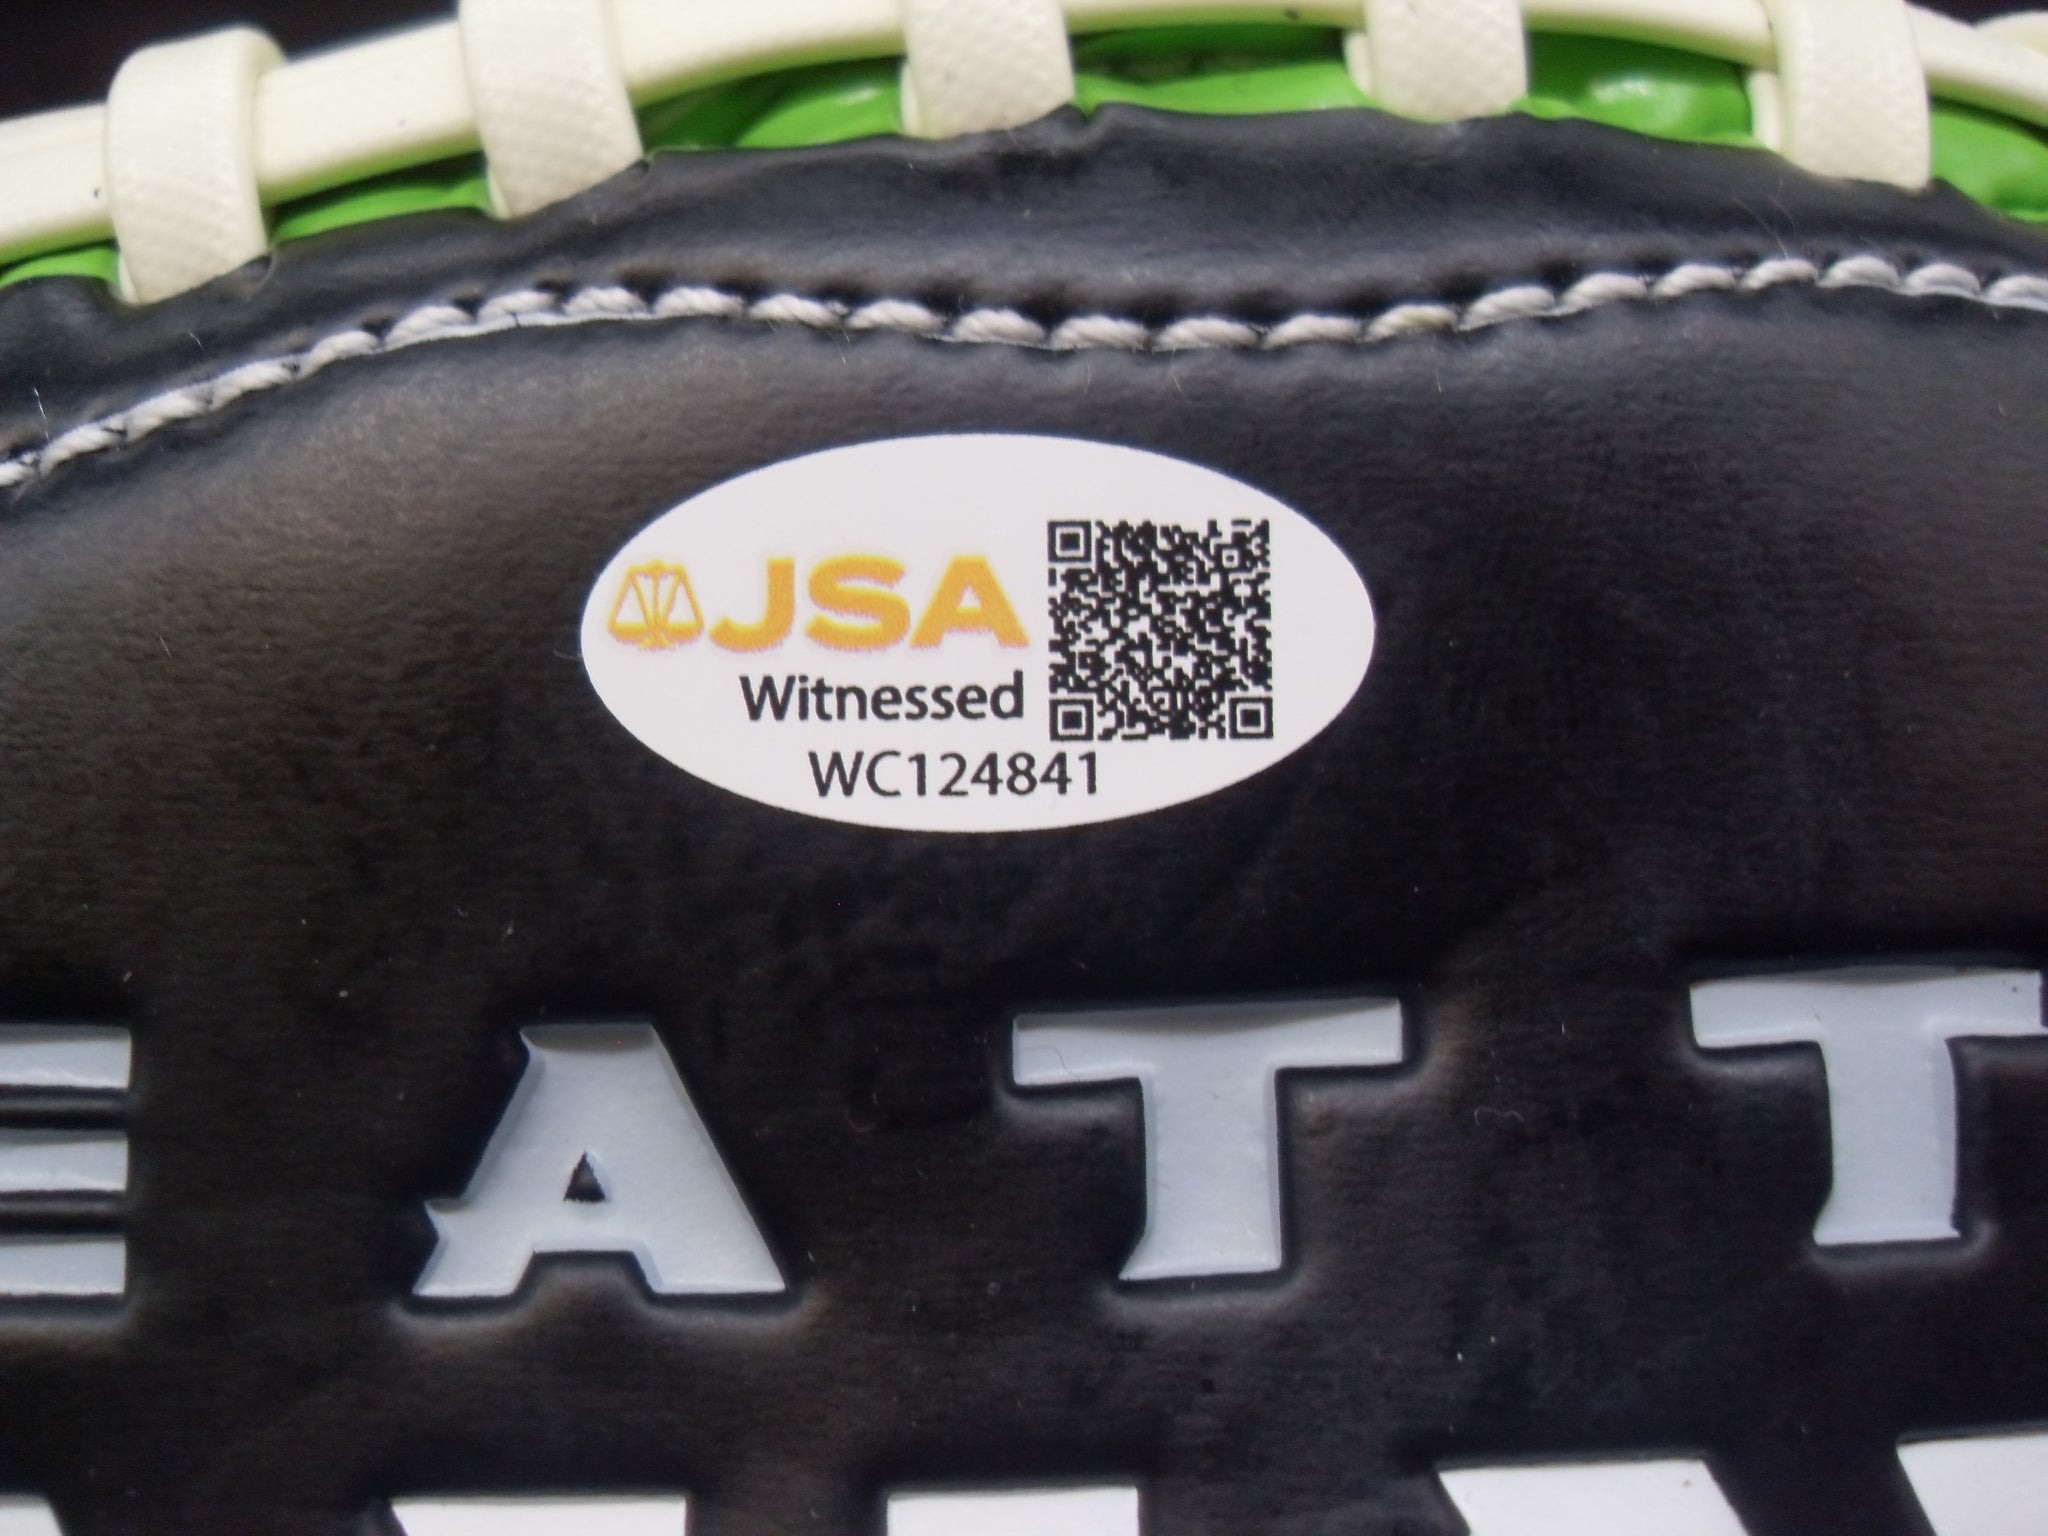 JSA
Witnessed
WC124841
EATT